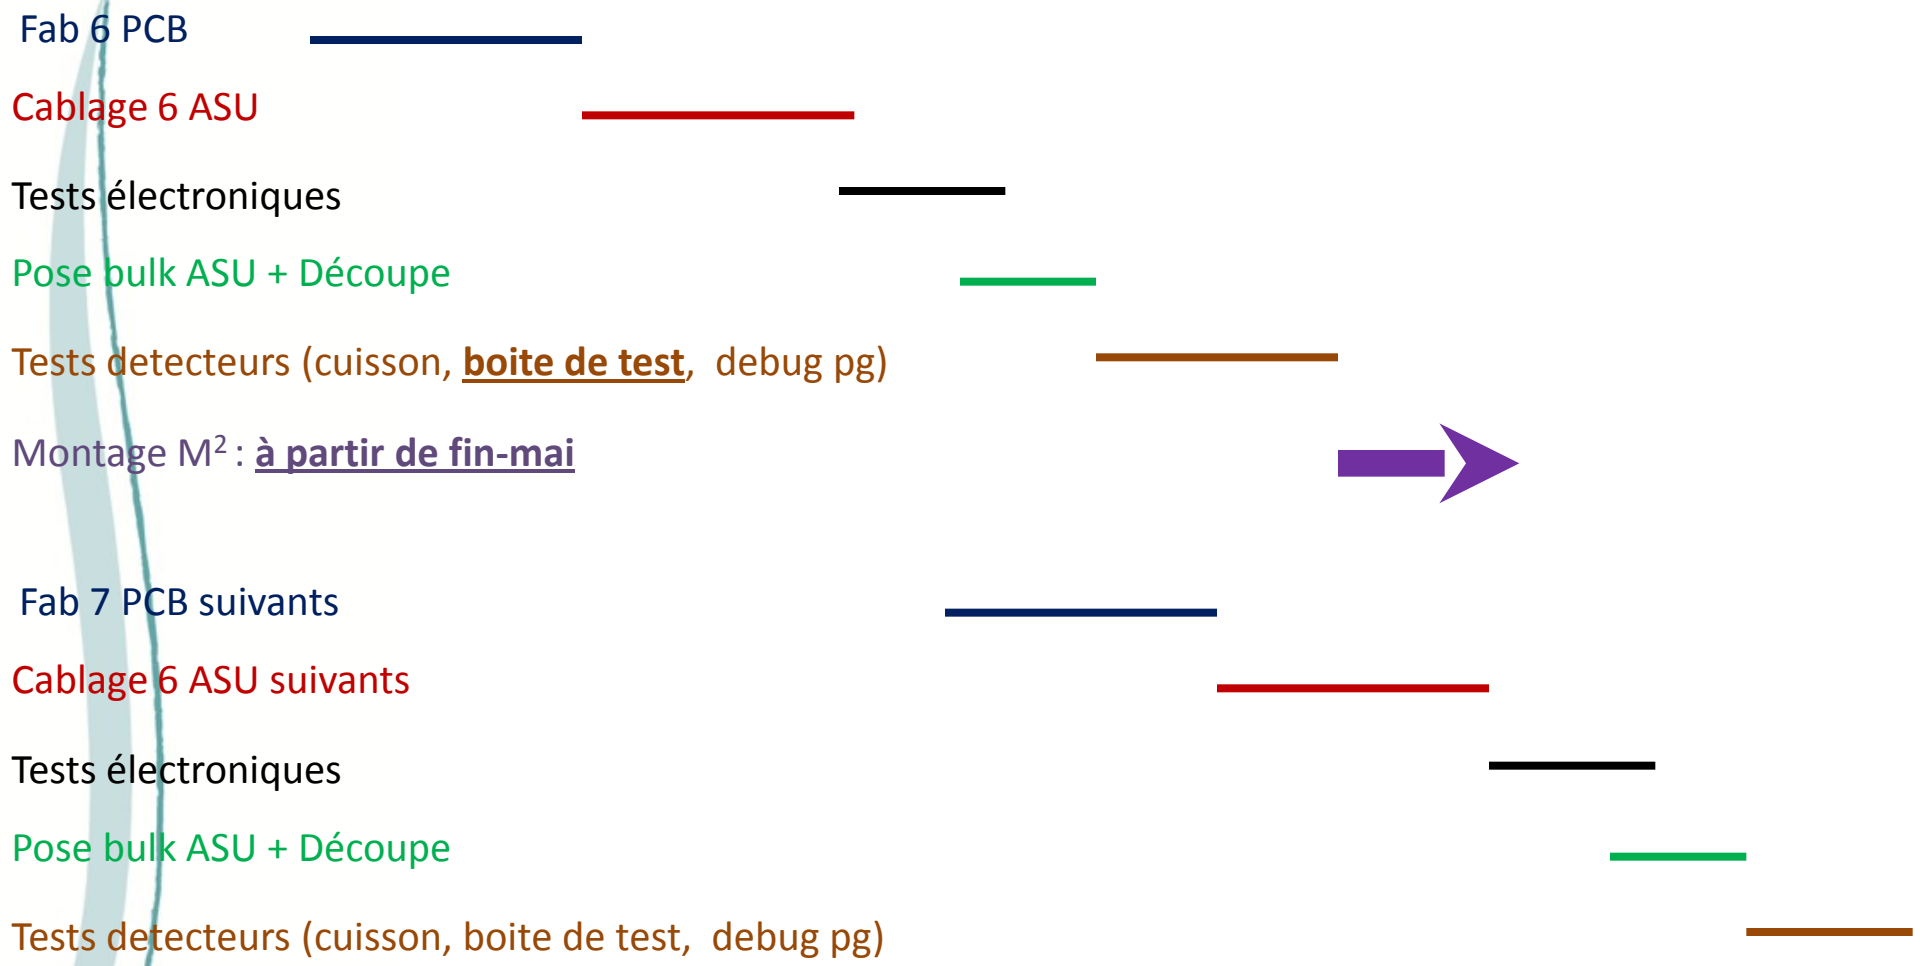 Fab 6 PCB
Cablage 6 ASU
Tests électroniques
Pose bulk ASU + Découpe
Tests detecteurs (cuisson, boite de test, debug pg)
Montage M² : à partir de fin-mai
Fab 7 PCB suivants
Cablage 6 ASU suivants
Tests électroniques
Pose bulk ASU + Découpe
Tests detecteurs (cuisson, boite de test, debug pg)